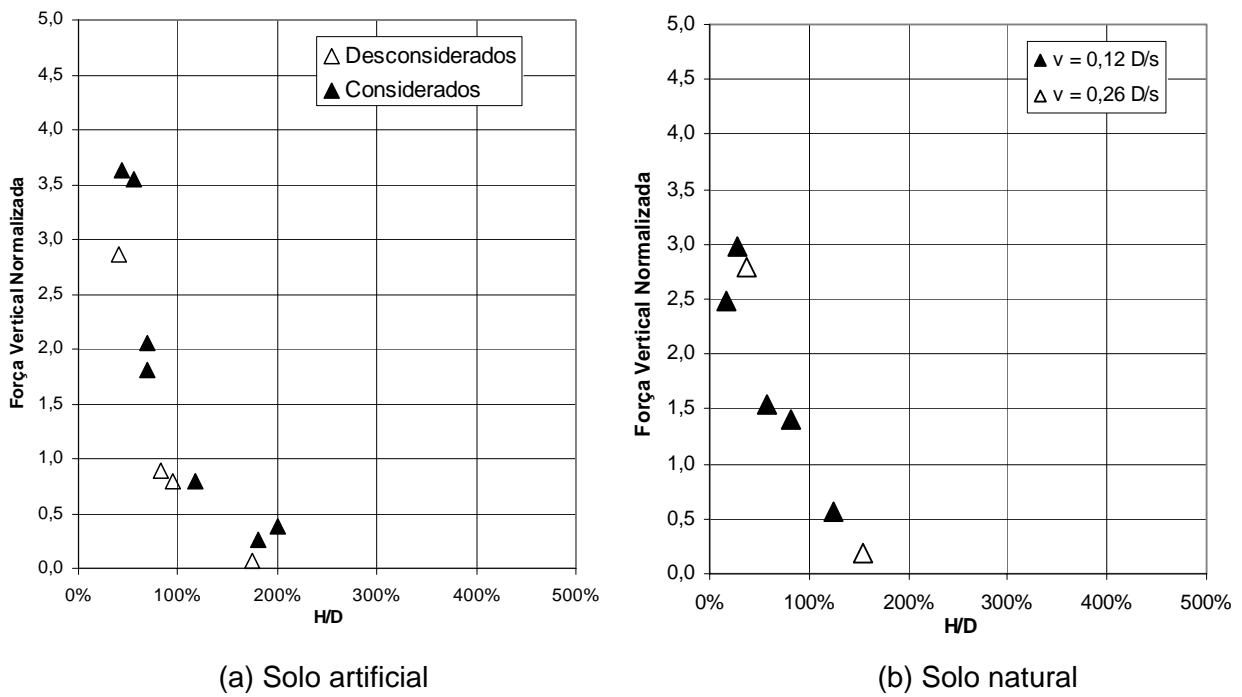 5,0
4,5
4,0
3,5
3,0
2,5
2,0
1,5
1,0
0,5
0,0
Força Vertical Normalizada
Desconsiderados
Considerados
0% 100% 200% 300% 400% 500%
H/D
(a) Solo artificial
5,0
4,5
4,0
3,5
3,0
2,5
2,0
1,5
1,0
0,5
0,0
Força Vertical Normalizada
v = 0,12 D/s
v = 0,26 D/s
0% 100% 200% 300% 400% 500%
H/D
(b) Solo natural